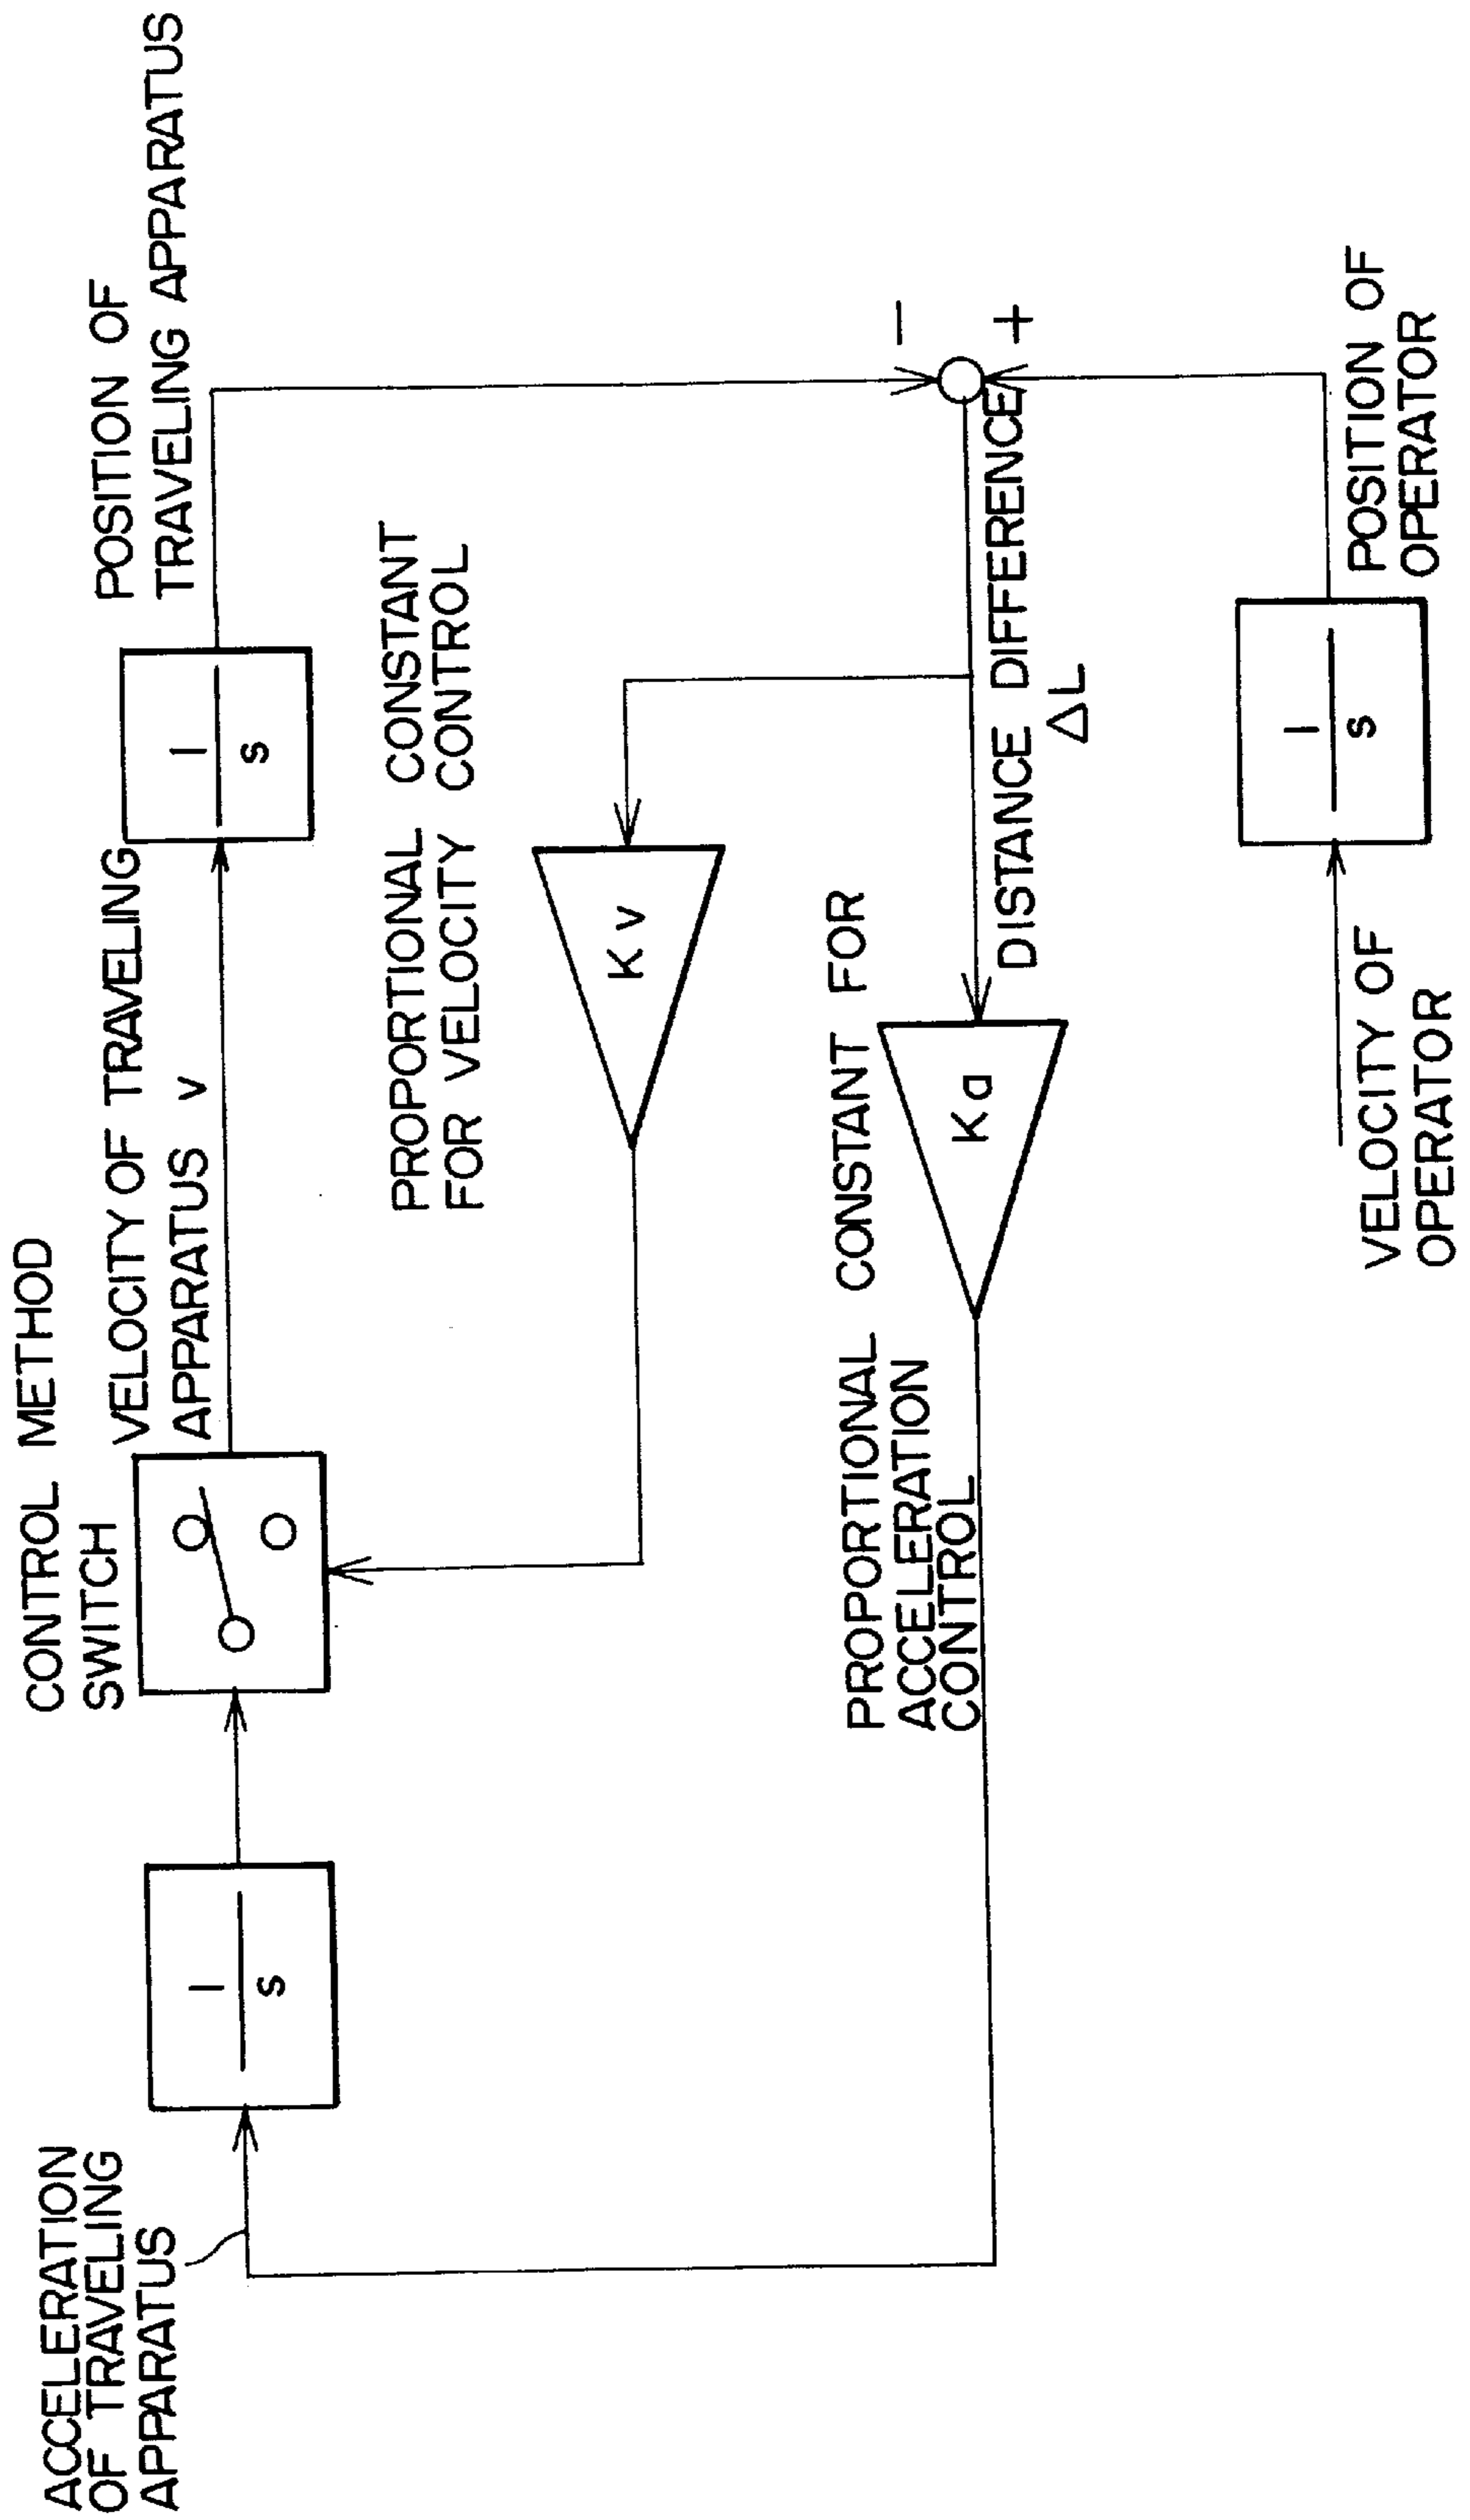 ACCLERATION
OF TRAVELING
APPARATUS
1
s
CONTROL METHOD
SWITCH
VELOCITY OF TRAVELING
APPARATUS v
1
s
POSITION OF
TRAVELING APPARATUS
PROPORTIONAL CONSTANT
FOR VELOCITY CONTROL
Kv
PROPORTIONAL CONSTANT FOR
ACCELERATION
CONTROL
Ka
DISTANCE DIFFERENCE
ΔL
−
+
VELOCITY OF
OPERATOR
1
s
POSITION OF
OPERATOR